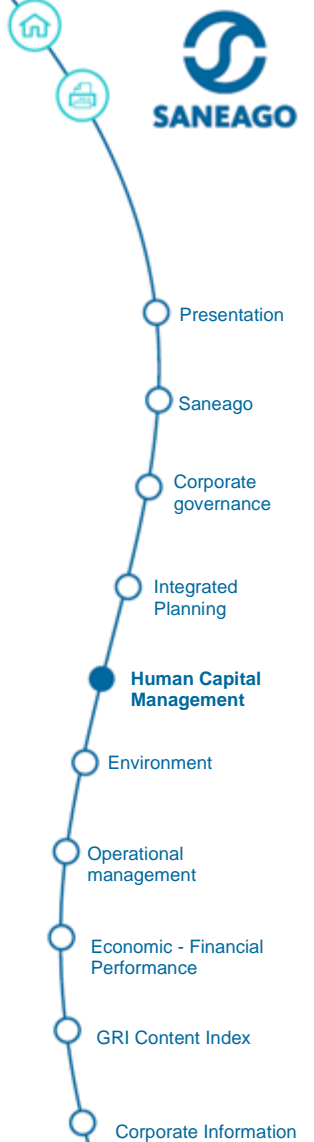 SANEAGO
Presentation
Saneago
Corporate
governance
Integrated
Planning
Human Capital
Management
Environment
Operational
management
Economic - Financial
Performance
GRI Content Index
Corporate Information